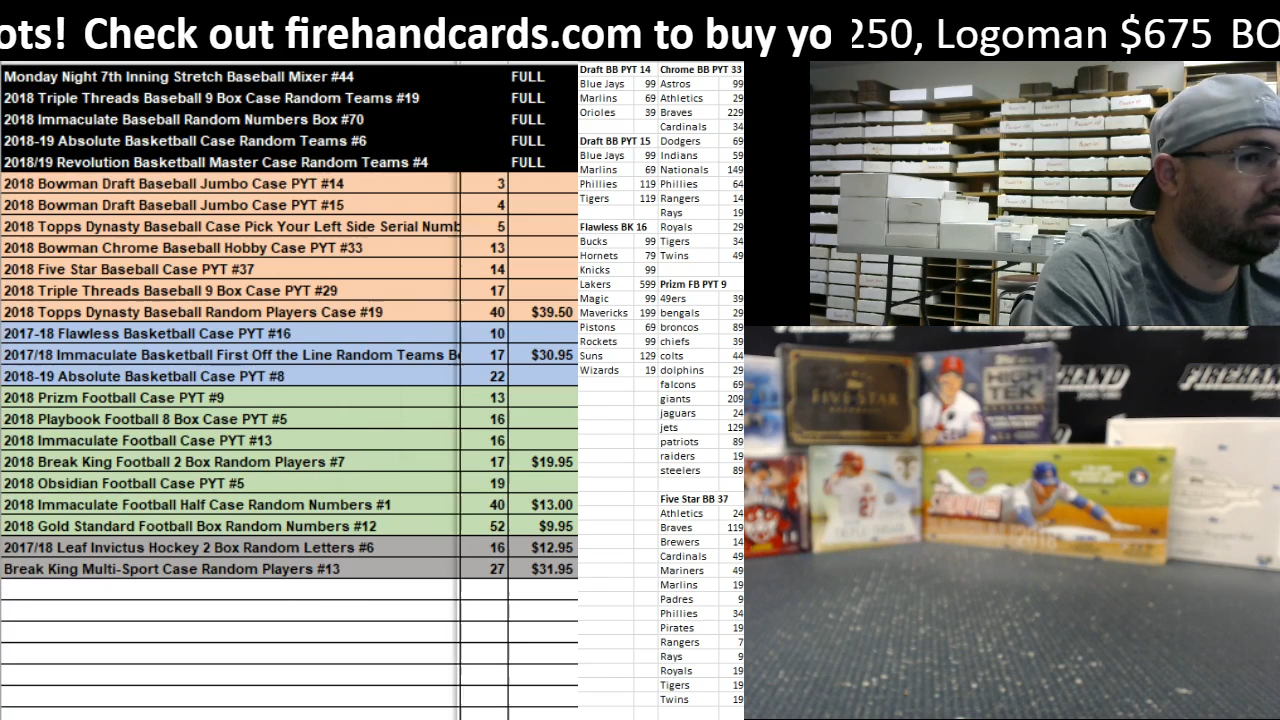 ots! Check out firehandcards.com to buy yo 250, Logoman $675 BO
Monday Night 7th Inning Stretch Baseball Mixer #44 FULL
2018 Triple Threads Baseball 9 Box Case Random Teams #19 FULL
2018 Immaculate Baseball Random Numbers Box #70 FULL
2018-19 Absolute Basketball Case Random Teams #6 FULL
2018/19 Revolution Basketball Master Case Random Teams #4 FULL
2018 Bowman Draft Baseball Jumbo Case PYT #14 3
2018 Bowman Draft Baseball Jumbo Case PYT #15 4
2018 Topps Dynasty Baseball Case Pick Your Left Side Serial Numb 5
2018 Bowman Chrome Baseball Hobby Case PYT #33 13
2018 Five Star Baseball Case PYT #37 14
2018 Triple Threads Baseball 9 Box Case PYT #29 17
2018 Topps Dynasty Baseball Random Players Case #19 40 $39.50
2017-18 Flawless Basketball Case PYT #16 10
2017/18 Immaculate Basketball First Off the Line Random Teams Bo 17 $30.95
2018-19 Absolute Basketball Case PYT #8 22
2018 Prizm Football Case PYT #9 13
2018 Playbook Football 8 Box Case PYT #5 16
2018 Immaculate Football Case PYT #13 16
2018 Break King Football 2 Box Random Players #7 17 $19.95
2018 Obsidian Football Case PYT #5 19
2018 Immaculate Football Half Case Random Numbers #1 40 $13.00
2018 Gold Standard Football Box Random Numbers #12 52 $9.95
2017/18 Leaf Invictus Hockey 2 Box Random Letters #6 16 $12.95
Break King Multi-Sport Case Random Players #13 27 $31.95
Draft BB PYT 14
Blue Jays 99
Marlins 69
Orioles 39
Draft BB PYT 15
Blue Jays 99
Marlins 69
Phillies 119
Tigers 119
Flawless BK 16
Bucks 99
Hornets 79
Knicks 99
Lakers 599
Magic 99
Mavericks 199
Pistons 69
Rockets 99
Suns 129
Wizards 19
Chrome BB PYT 33
Astros 99
Athletics 29
Braves 229
Cardinals 34
Dodgers 69
Indians 59
Nationals 149
Phillies 64
Rangers 14
Rays 19
Royals 29
Tigers 34
Twins 49
Prizm FB PYT 9
49ers 39
bengals 29
broncos 89
chiefs 39
colts 44
dolphins 29
falcons 69
giants 209
jaguars 24
jets 129
patriots 89
raiders 19
steelers 89
Five Star BB 37
Athletics 24
Braves 119
Brewers 14
Cardinals 49
Mariners 49
Marlins 19
Padres 9
Phillies 34
Pirates 19
Rangers 7
Rays 9
Royals 19
Tigers 19
Twins 19
FIVE STAR
HIGH TEK
FIREHAND